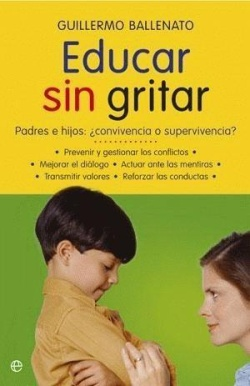 GUILLERMO BALLENATO
Educar
sin gritar
Padres e hijos: ¿convivencia o supervivencia?
• Prevenir y gestionar los conflictos •
• Mejorar el diálogo • Actuar ante las mentiras •
• Transmitir valores • Reforzar las conductas •
e